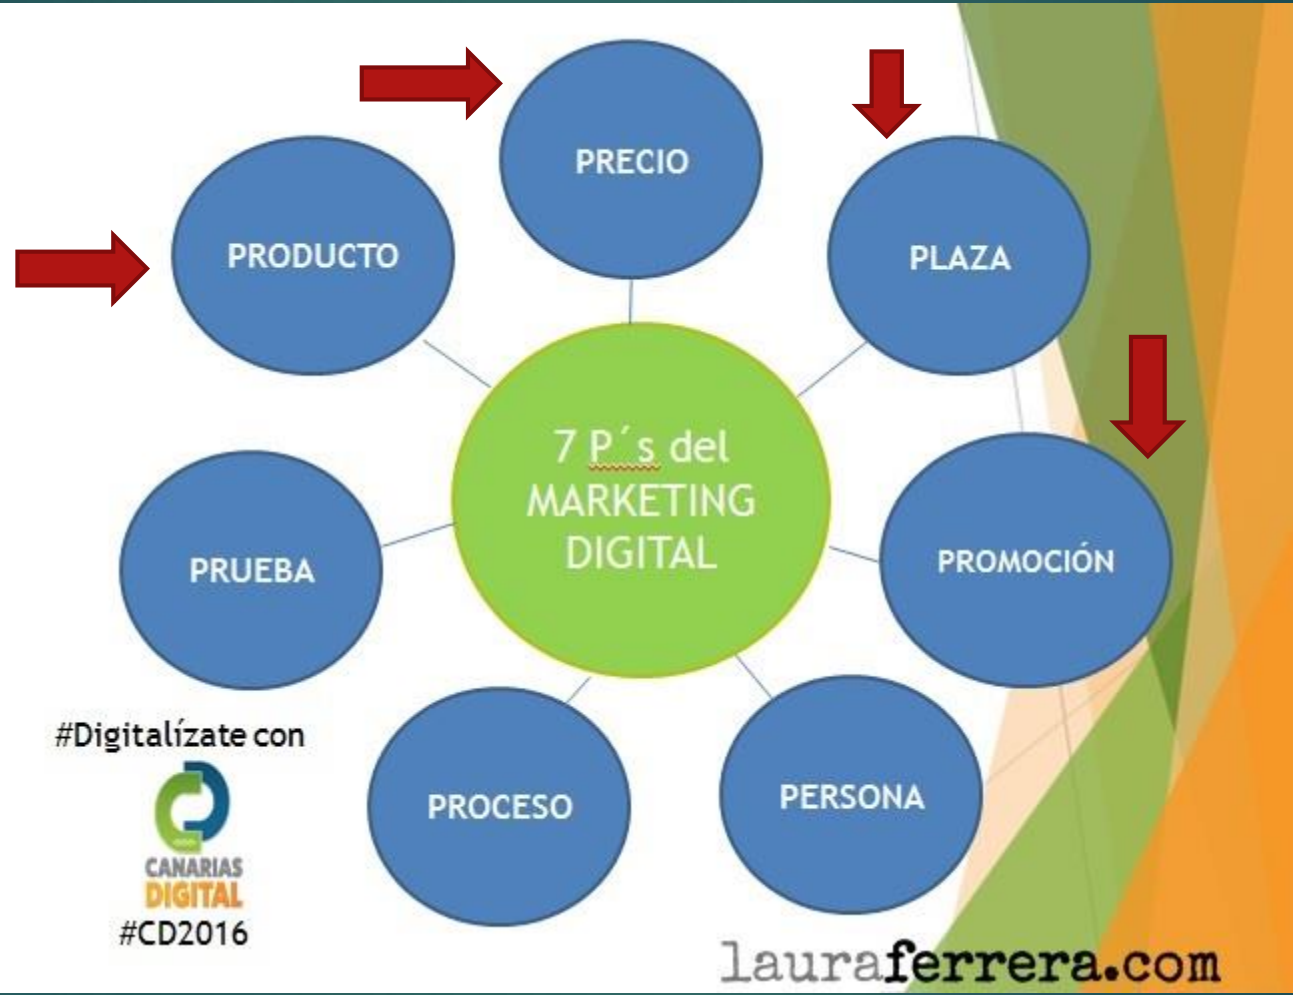 PRECIO
PRODUCTO
PLAZA
7 P´s del
MARKETING
DIGITAL
PRUEBA
PROMOCIÓN
PROCESO
PERSONA
#Digitalízate con
CANARIAS
DIGITAL
#CD2016
lauraferrera.com